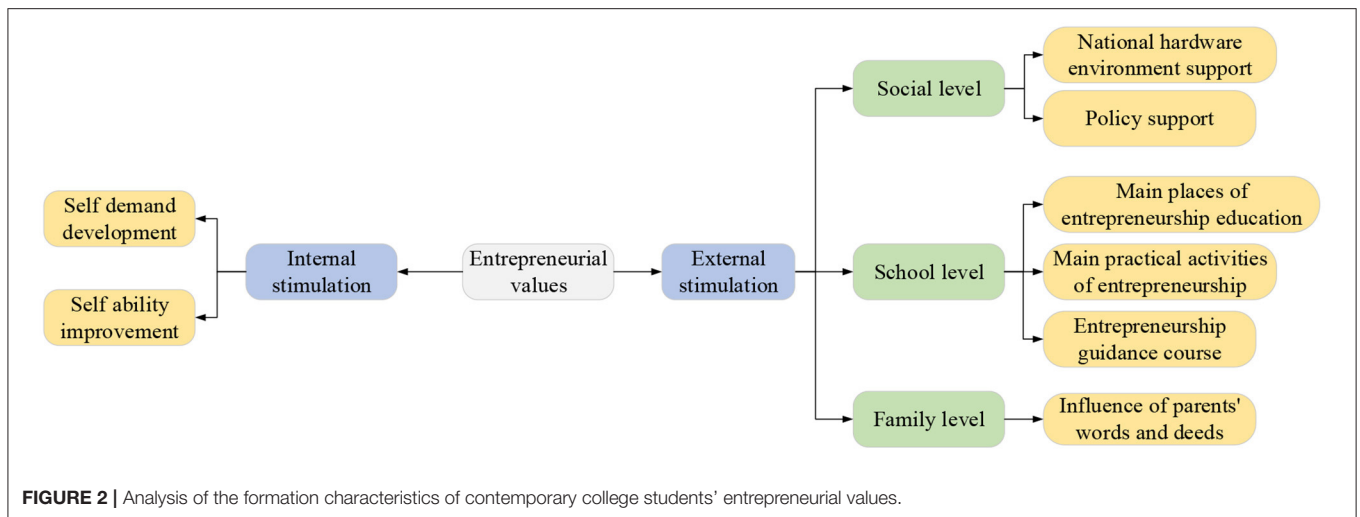 National hardware
environment support
Social level
Policy support
Self demand
development
Main places of
entrepreneurship education
Internal
stimulation
Entrepreneurial
values
External
stimulation
School level
Main practical activities
of entrepreneurship
Self ability
improvement
Entrepreneurship
guidance course
Family level
Influence of parents'
words and deeds
FIGURE 2 | Analysis of the formation characteristics of contemporary college students' entrepreneurial values.